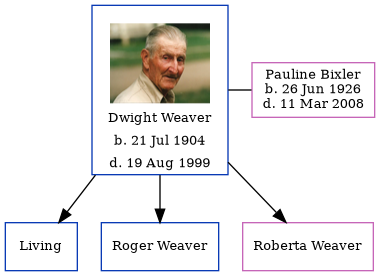 Dwight Weaver
b. 21 Jul 1904
d. 19 Aug 1999
Pauline Bixler
b. 26 Jun 1926
d. 11 Mar 2008
Living
Roger Weaver
Roberta Weaver